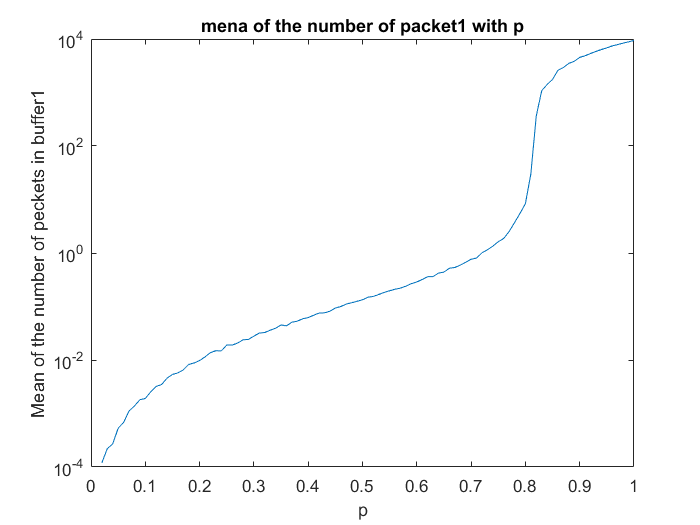 mena of the number of packet1 with p
Mean of the number of peckets in buffer1
10^4
10^2
10^0
10^-2
10^-4
0 0.1 0.2 0.3 0.4 0.5 0.6 0.7 0.8 0.9 1
p